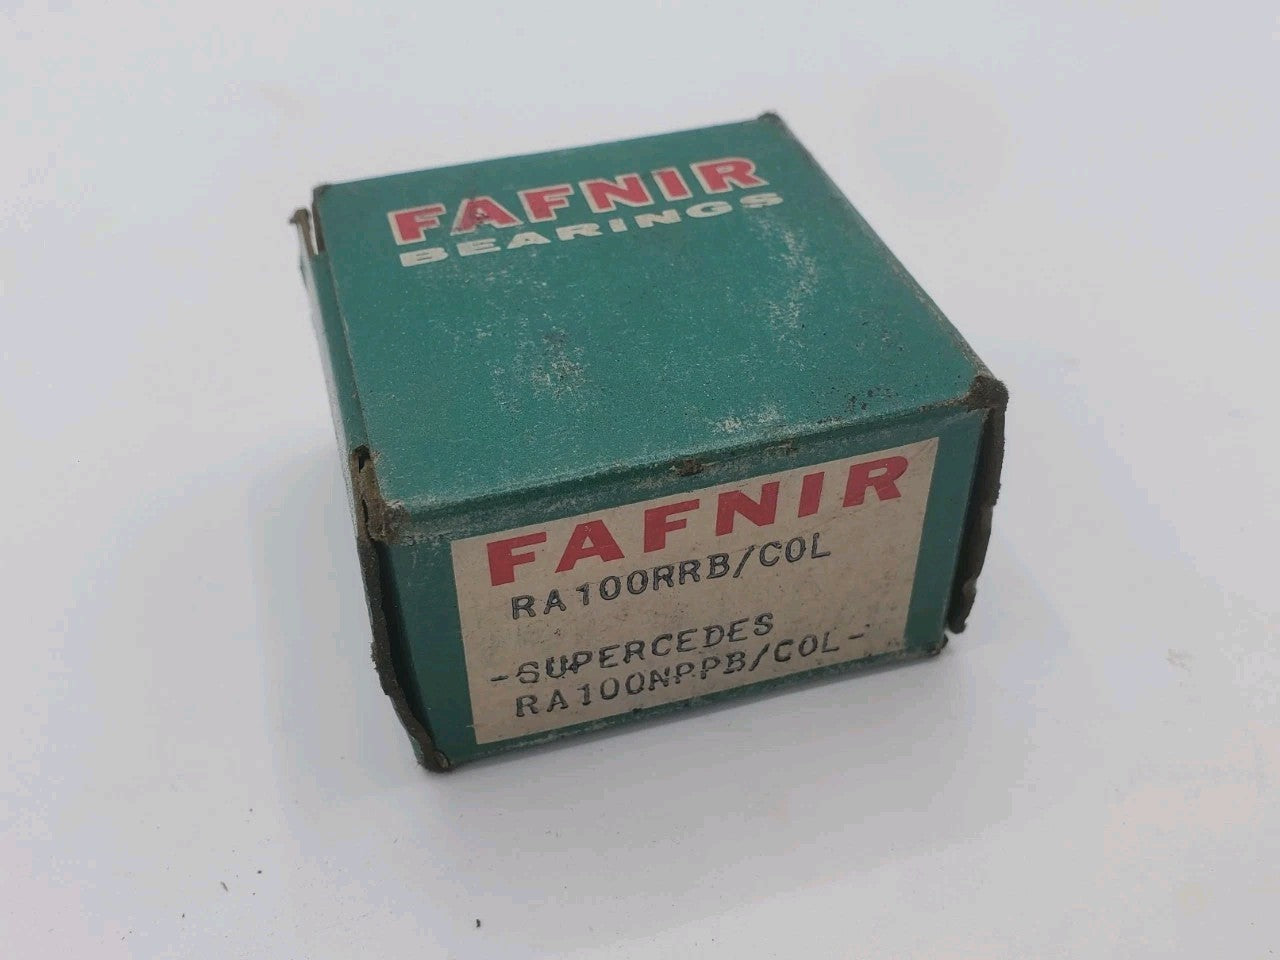 FAFNIR
BEARINGS
FAFNIR
RA100RRB/COL
-SUPERCEDES
RA100NPPB/COL-